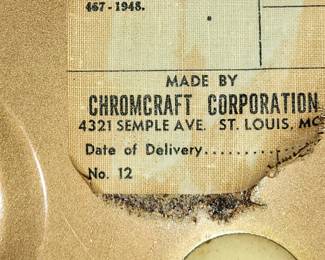 467-1948.
MADE BY
CHROMCRAFT CORPORATION
4321 SEMPLE AVE. ST. LOUIS, MO
Date of Delivery...............
No. 12